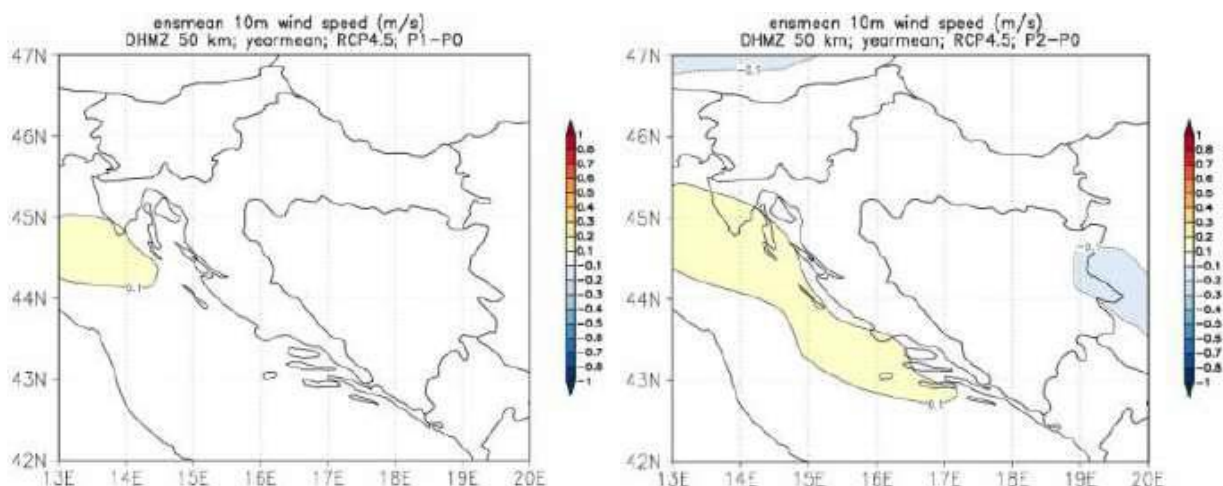 ensmean 10m wind speed (m/s)
DHMZ 50 km; yearmean; RCP4.5; P1-P0
47N
46N
45N
44N
43N
42N
13E 14E 15E 16E 17E 18E 19E 20E
0.1
1
0.8
0.7
0.6
0.5
0.4
0.3
0.2
0.1
-0.1
-0.2
-0.3
-0.4
-0.5
-0.6
-0.7
-0.8
-1
ensmean 10m wind speed (m/s)
DHMZ 50 km; yearmean; RCP4.5; P2-P0
47N
46N
45N
44N
43N
42N
13E 14E 15E 16E 17E 18E 19E 20E
-0.1
-0.1
0.1
1
0.8
0.7
0.6
0.5
0.4
0.3
0.2
0.1
-0.1
-0.2
-0.3
-0.4
-0.5
-0.6
-0.7
-0.8
-1